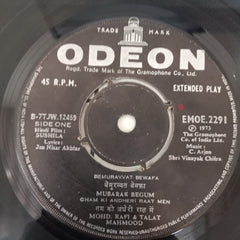 TRADE MARK
ODEON
Regd. Trade Mark of The Gramophone Co., Ltd.
45 R.P.M.
EXTENDED PLAY
B-77JW.12459
SIDE ONE
Hindi Film:
SUSHILA
Lyrics:
Jan Nisar Akhtar
EMOE.2291
℗ 1973
The Gramophone
Co. of India Ltd.
Music:
C. Arjun
Shri Vinayak Chitra
BEMURAVVAT BEWAFA
बेमुरव्वत बेवफ़ा
MUBARAK BEGUM
GHAM KI ANDHERI RAAT MEN
ग़म की अंधेरी रात में
MOHD. RAFI & TALAT
MAHMOOD